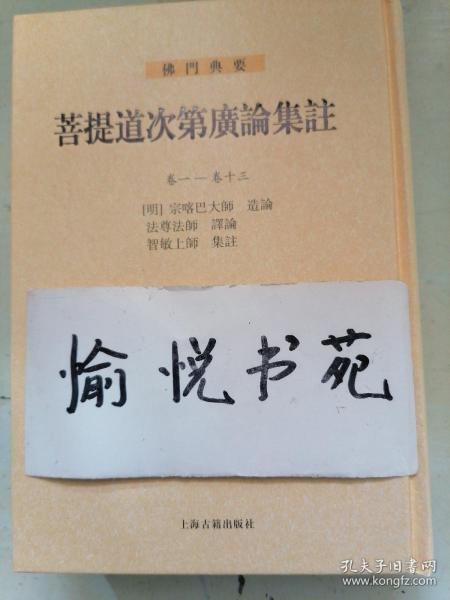 佛門典要
菩提道次第廣論集註
卷一—卷十三
[明] 宗喀巴大師 造論
法尊法師 譯論
智敏上師 集註
愉悦书苑
上海古籍出版社
孔夫子旧书网
www.kongfz.com